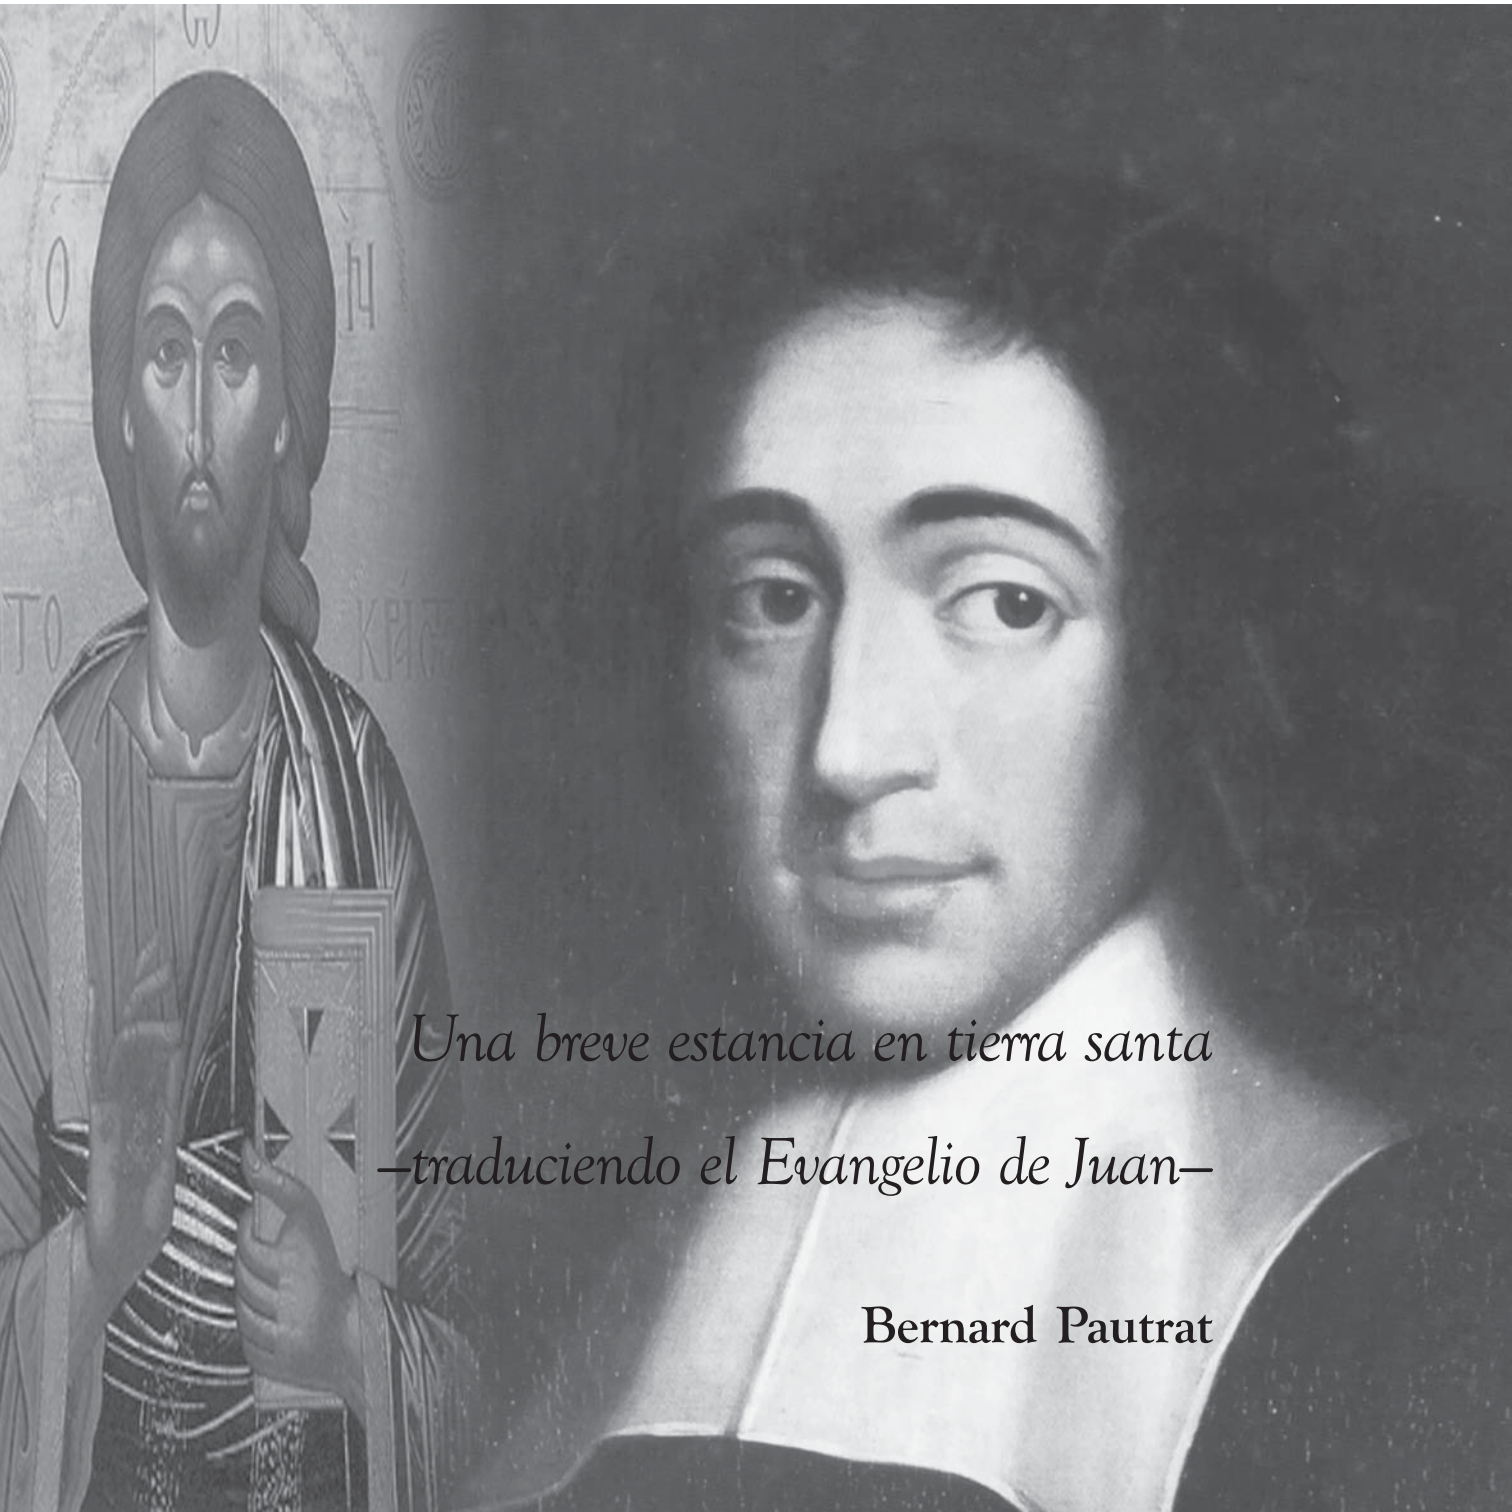 Una breve estancia en tierra santa
—traduciendo el Evangelio de Juan—
Bernard Pautrat